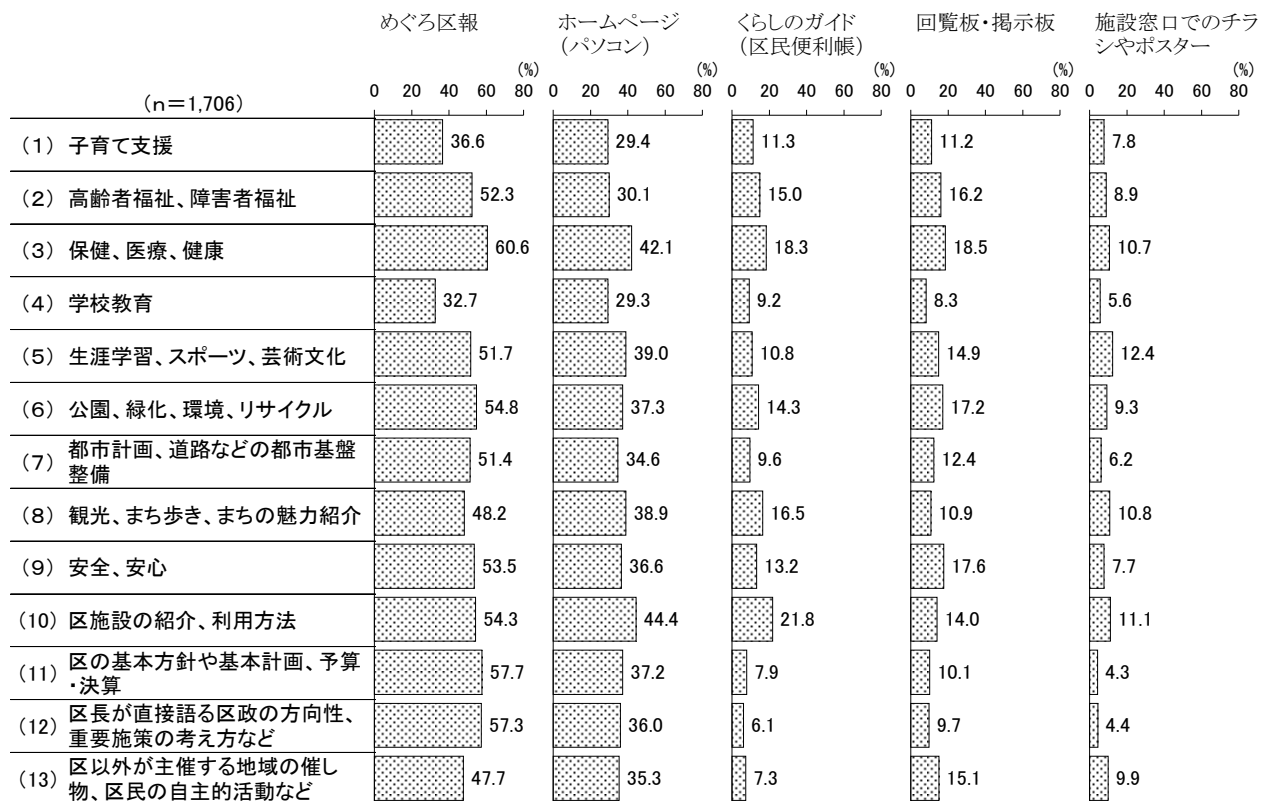 めぐろ区報 ホームページ くらしのガイド 回覧板・掲示板 施設窓口でのチラ
(パソコン) (区民便利帳) シやポスター
(%) (%) (%) (%) (%)
(n=1,706) 0 20 40 60 80 0 20 40 60 80 0 20 40 60 80 0 20 40 60 80 0 20 40 60 80
(1) 子育て支援 36.6 29.4 11.3 11.2 7.8
(2) 高齢者福祉、障害者福祉 52.3 30.1 15.0 16.2 8.9
(3) 保健、医療、健康 60.6 42.1 18.3 18.5 10.7
(4) 学校教育 32.7 29.3 9.2 8.3 5.6
(5) 生涯学習、スポーツ、芸術文化 51.7 39.0 10.8 14.9 12.4
(6) 公園、緑化、環境、リサイクル 54.8 37.3 14.3 17.2 9.3
(7) 都市計画、道路などの都市基盤
整備 51.4 34.6 9.6 12.4 6.2
(8) 観光、まち歩き、まちの魅力紹介 48.2 38.9 16.5 10.9 10.8
(9) 安全、安心 53.5 36.6 13.2 17.6 7.7
(10) 区施設の紹介、利用方法 54.3 44.4 21.8 14.0 11.1
(11) 区の基本方針や基本計画、予算
・決算 57.7 37.2 7.9 10.1 4.3
(12) 区長が直接語る区政の方向性、
重要施策の考え方など 57.3 36.0 6.1 9.7 4.4
(13) 区以外が主催する地域の催し
物、区民の自主的活動など 47.7 35.3 7.3 15.1 9.9